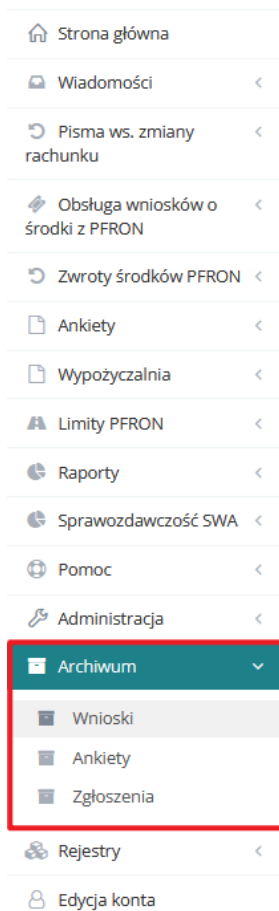 Strona główna
Wiadomości
Pisma ws. zmiany
rachunku
Obsługa wniosków o
środki z PFRON
Zwroty środków PFRON
Ankiety
Wypożyczalnia
Limity PFRON
Raporty
Sprawozdawczość SWA
Pomoc
Administracja
Archiwum
Wnioski
Ankiety
Zgłoszenia
Rejestry
Edycja konta